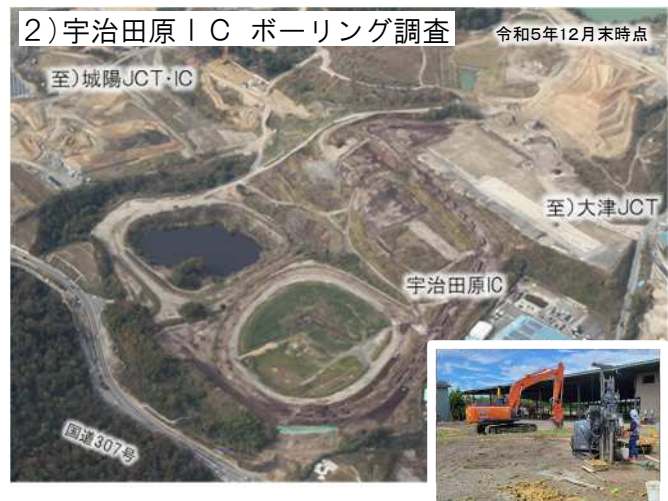 2)宇治田原IC ボーリング調査
令和5年12月末時点
至)城陽JCT・IC
至)大津JCT
宇治田原IC
国道307号